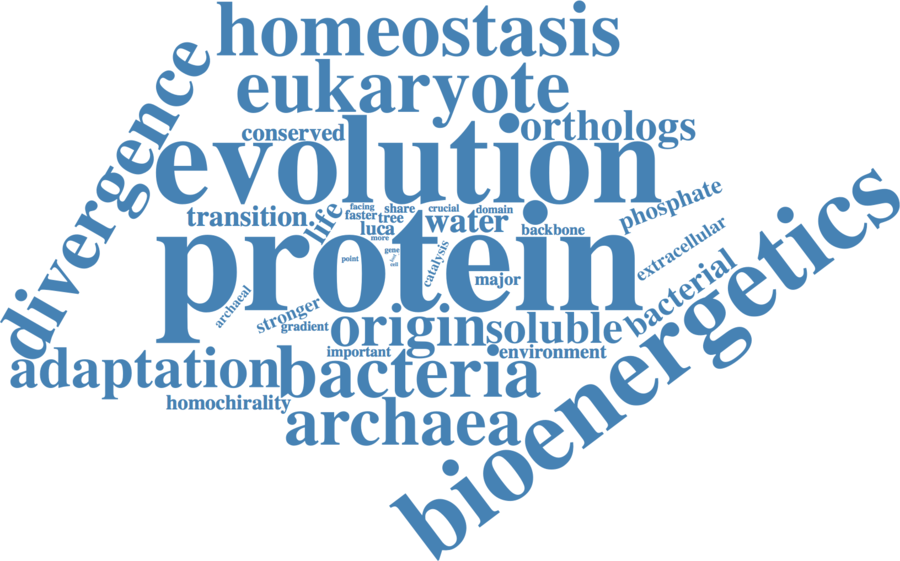 homeostasis
eukaryote
divergence
conserved
orthologs
evolution
transition
life
facing
share
crucial
domain
faster
tree
luca
water
backbone
phosphate
more
gene
cell
point
catalysis
major
extracellular
protein
archaeal
stronger
gradient
origin
soluble
bacterial
bioenergetics
important
environment
adaptation
bacteria
homochirality
archaea